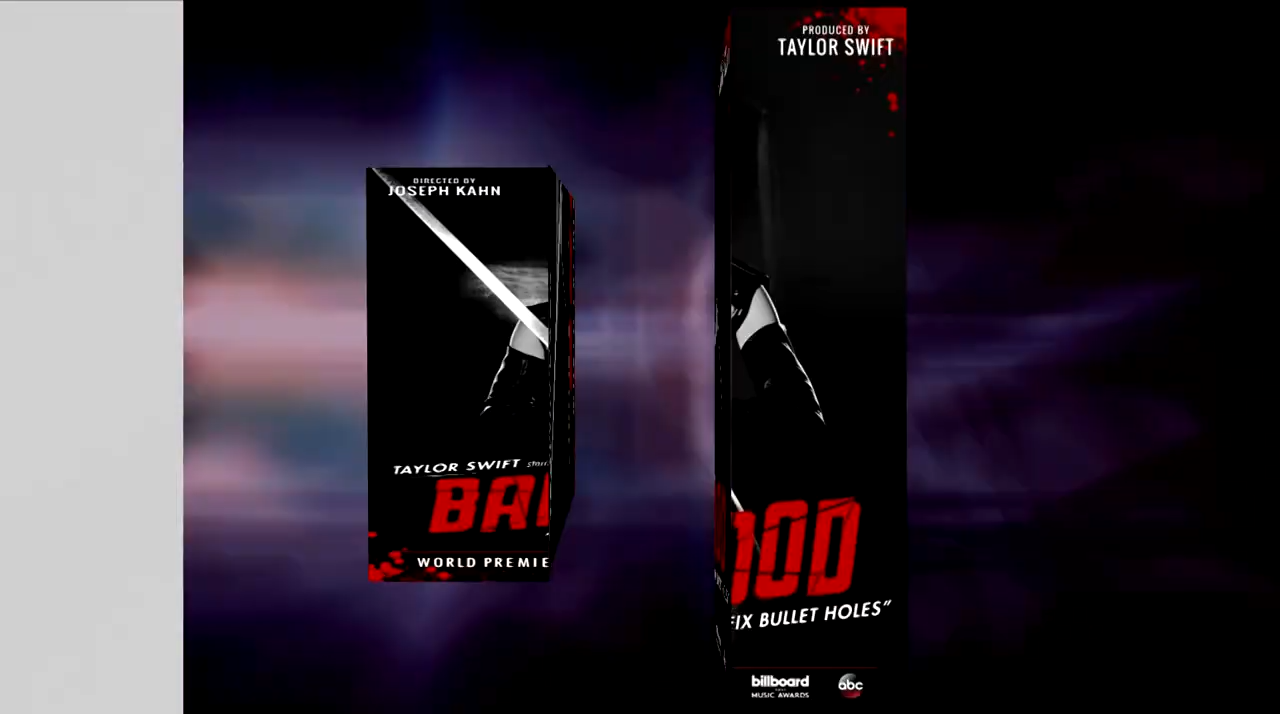 DIRECTED BY
JOSEPH KAHN
TAYLOR SWIFT
BA
WORLD PREMIE
PRODUCED BY
TAYLOR SWIFT
OOD
FIX BULLET HOLES”
billboard
MUSIC AWARDS
abc